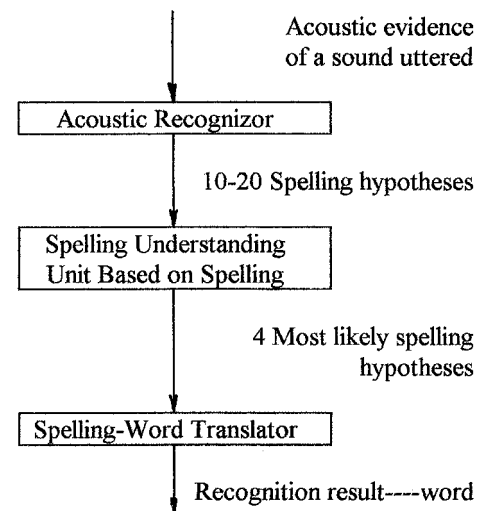 Acoustic evidence
of a sound uttered
Acoustic Recognizor
10-20 Spelling hypotheses
Spelling Understanding
Unit Based on Spelling
4 Most likely spelling
hypotheses
Spelling-Word Translator
Recognition result----word